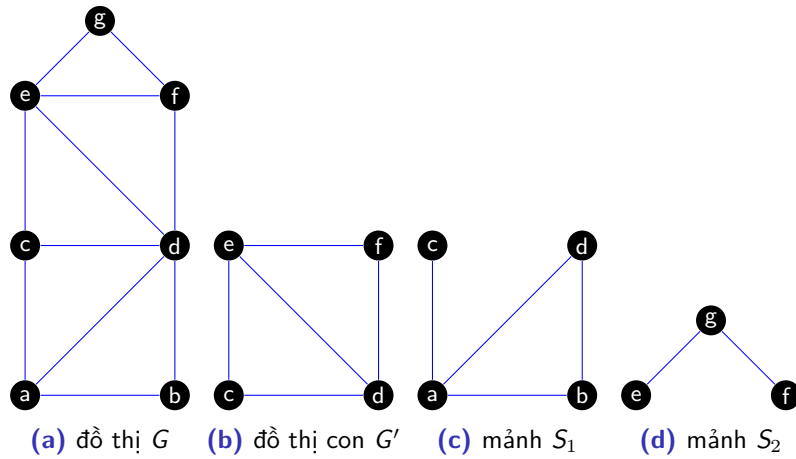 g
e f
e f
c d
c d
g
a b
c d
a b
e f
(a) đồ thị G (b) đồ thị con G′ (c) mảnh S₁ (d) mảnh S₂